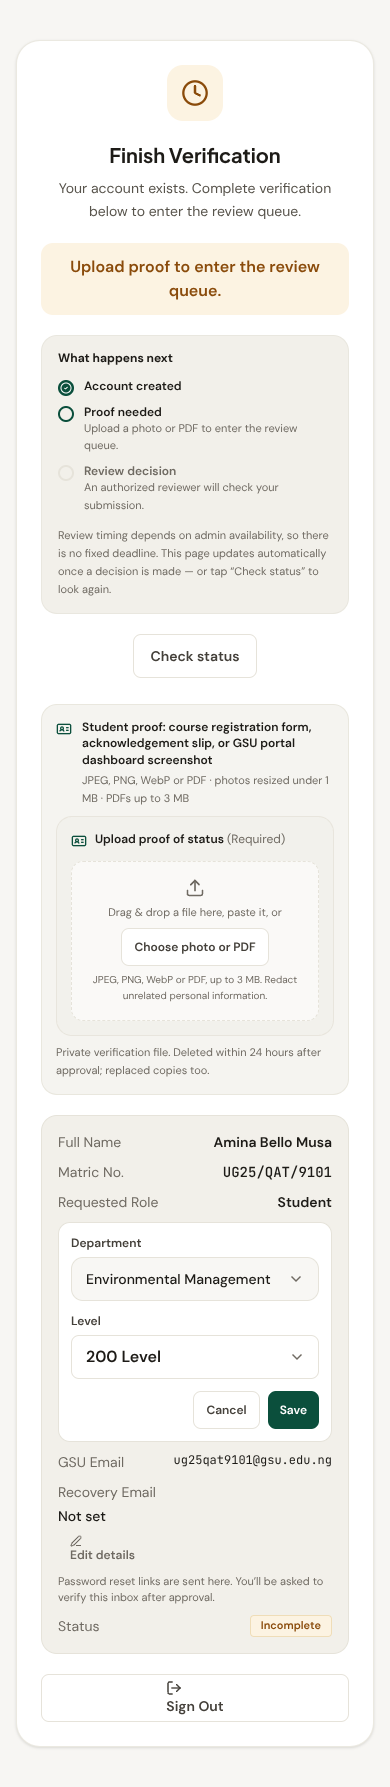 Finish Verification
Your account exists. Complete verification
below to enter the review queue.
Upload proof to enter the review
queue.
What happens next
Account created
Proof needed
Upload a photo or PDF to enter the review
queue.
Review decision
An authorized reviewer will check your
submission.
Review timing depends on admin availability, so there
is no fixed deadline. This page updates automatically
once a decision is made — or tap “Check status” to
look again.
Check status
Student proof: course registration form,
acknowledgement slip, or GSU portal
dashboard screenshot
JPEG, PNG, WebP or PDF · photos resized under 1
MB · PDFs up to 3 MB
Upload proof of status (Required)
Drag & drop a file here, paste it, or
Choose photo or PDF
JPEG, PNG, WebP or PDF, up to 3 MB. Redact
unrelated personal information.
Private verification file. Deleted within 24 hours after
approval; replaced copies too.
Full Name Amina Bello Musa
Matric No. UG25/QAT/9101
Requested Role Student
Department
Environmental Management
Level
200 Level
Cancel Save
GSU Email ug25qat9101@gsu.edu.ng
Recovery Email
Not set
Edit details
Password reset links are sent here. You’ll be asked to
verify this inbox after approval.
Status Incomplete
Sign Out